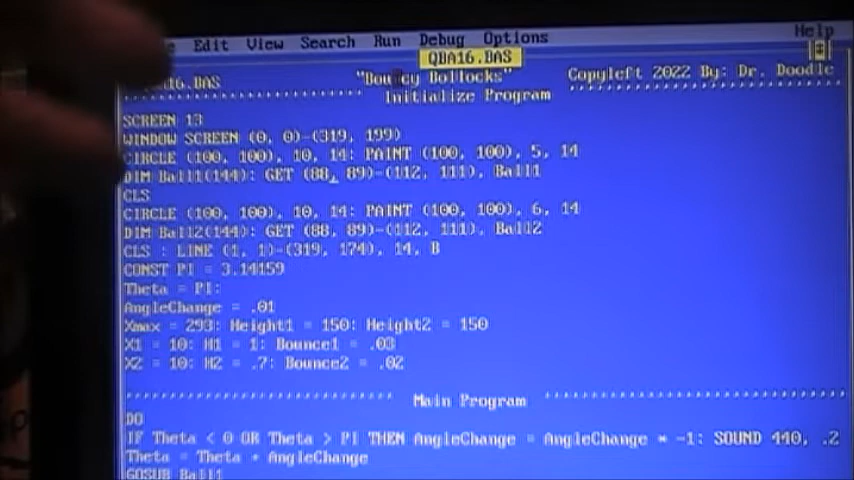 Edit View Search Run Debug Options Help
QBA16.BAS
16.BAS "Bouncy Bollocks" Copyleft 2022 By: Dr. Doodle
Initialize Program
SCREEN 13
WINDOW SCREEN (0, 0)-(319, 199)
CIRCLE (100, 100), 10, 14: PAINT (100, 100), 5, 14
DIM Ball1(144): GET (88, 89)-(112, 111), Ball1
CLS
CIRCLE (100, 100), 10, 14: PAINT (100, 100), 6, 14
DIM Ball2(144): GET (88, 89)-(112, 111), Ball2
CLS : LINE (1, 1)-(319, 174), 14, B
CONST PI = 3.14159
Theta = PI:
AngleChange = .01
Xmax = 293: Height1 = 150: Height2 = 150
X1 = 10: H1 = 1: Bounce1 = .03
X2 = 10: H2 = .7: Bounce2 = .02
Main Program
DO
IF Theta < 0 OR Theta > PI THEN AngleChange = AngleChange * -1: SOUND 440, .2
Theta = Theta + AngleChange
GOSUB Ball1